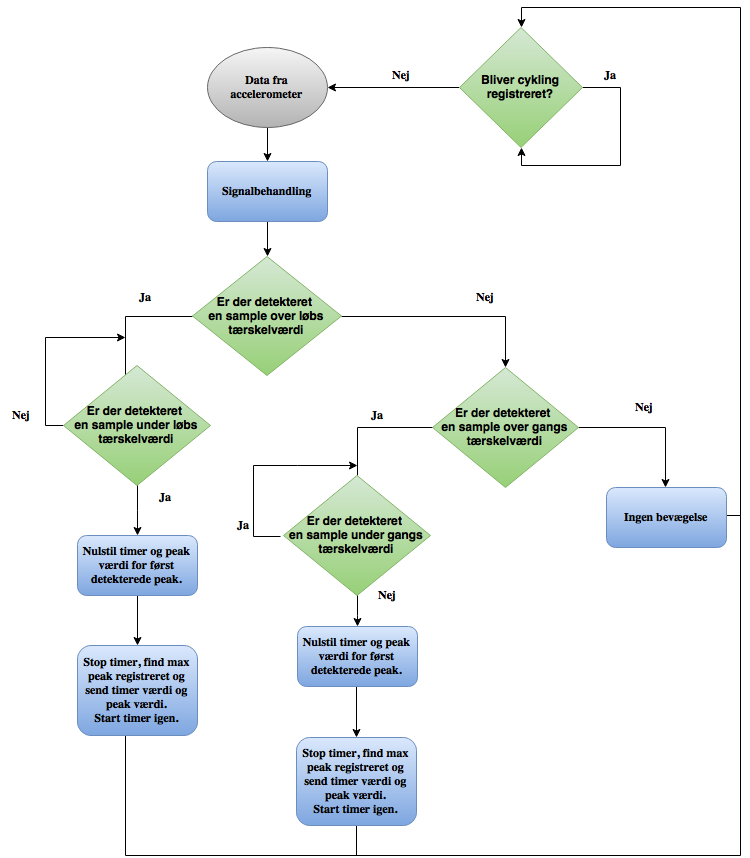 Bliver cykling
registreret?
Ja
Nej
Data fra
accelerometer
Signalbehandling
Er der detekteret
en sample over løbs
tærskelværdi
Ja
Nej
Er der detekteret
en sample under løbs
tærskelværdi
Nej
Ja
Er der detekteret
en sample over gangs
tærskelværdi
Ja
Nej
Ingen bevægelse
Er der detekteret
en sample under gangs
tærskelværdi
Ja
Nej
Nulstil timer og peak
værdi for først
detekterede peak.
Stop timer, find max
peak registreret og
send timer værdi og
peak værdi.
Start timer igen.
Nulstil timer og peak
værdi for først
detekterede peak.
Stop timer, find max
peak registreret og
send timer værdi og
peak værdi.
Start timer igen.